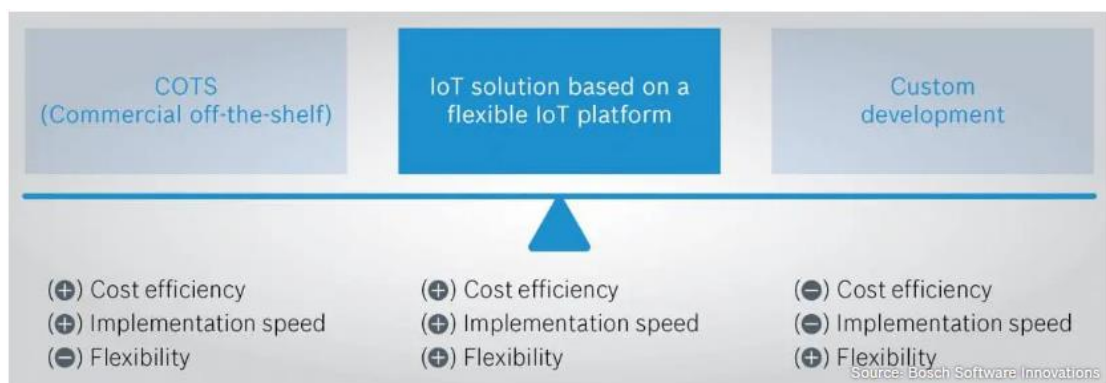 COTS
(Commercial off-the-shelf)
IoT solution based on a
flexible IoT platform
Custom
development
(+) Cost efficiency
(+) Implementation speed
(−) Flexibility
(+) Cost efficiency
(+) Implementation speed
(+) Flexibility
(−) Cost efficiency
(−) Implementation speed
(+) Flexibility
Source: Bosch Software Innovations